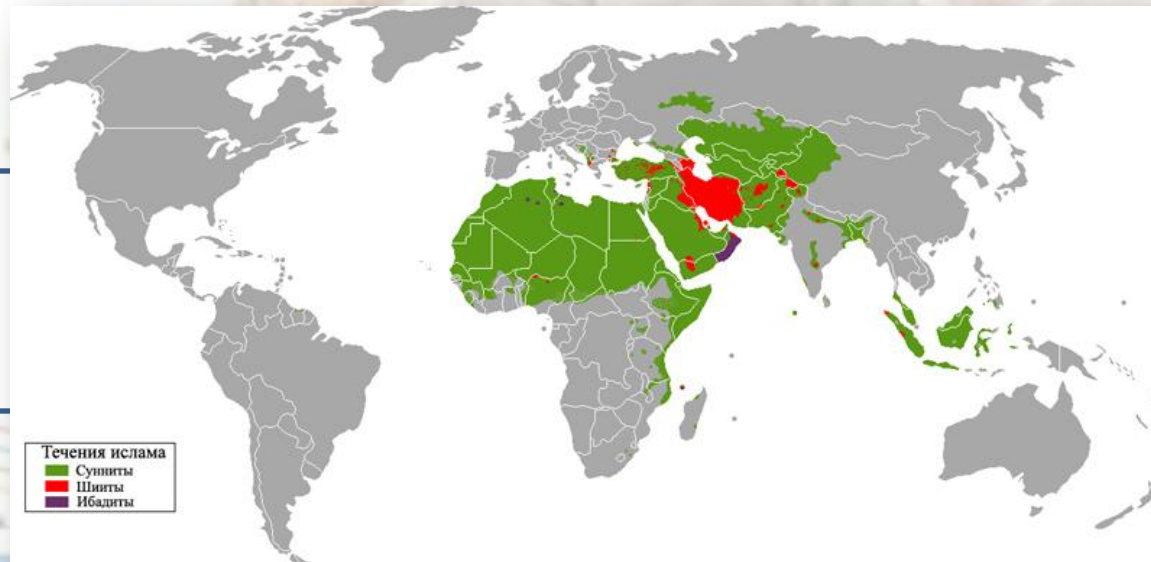 Течения ислама
Сунниты
Шииты
Ибадиты